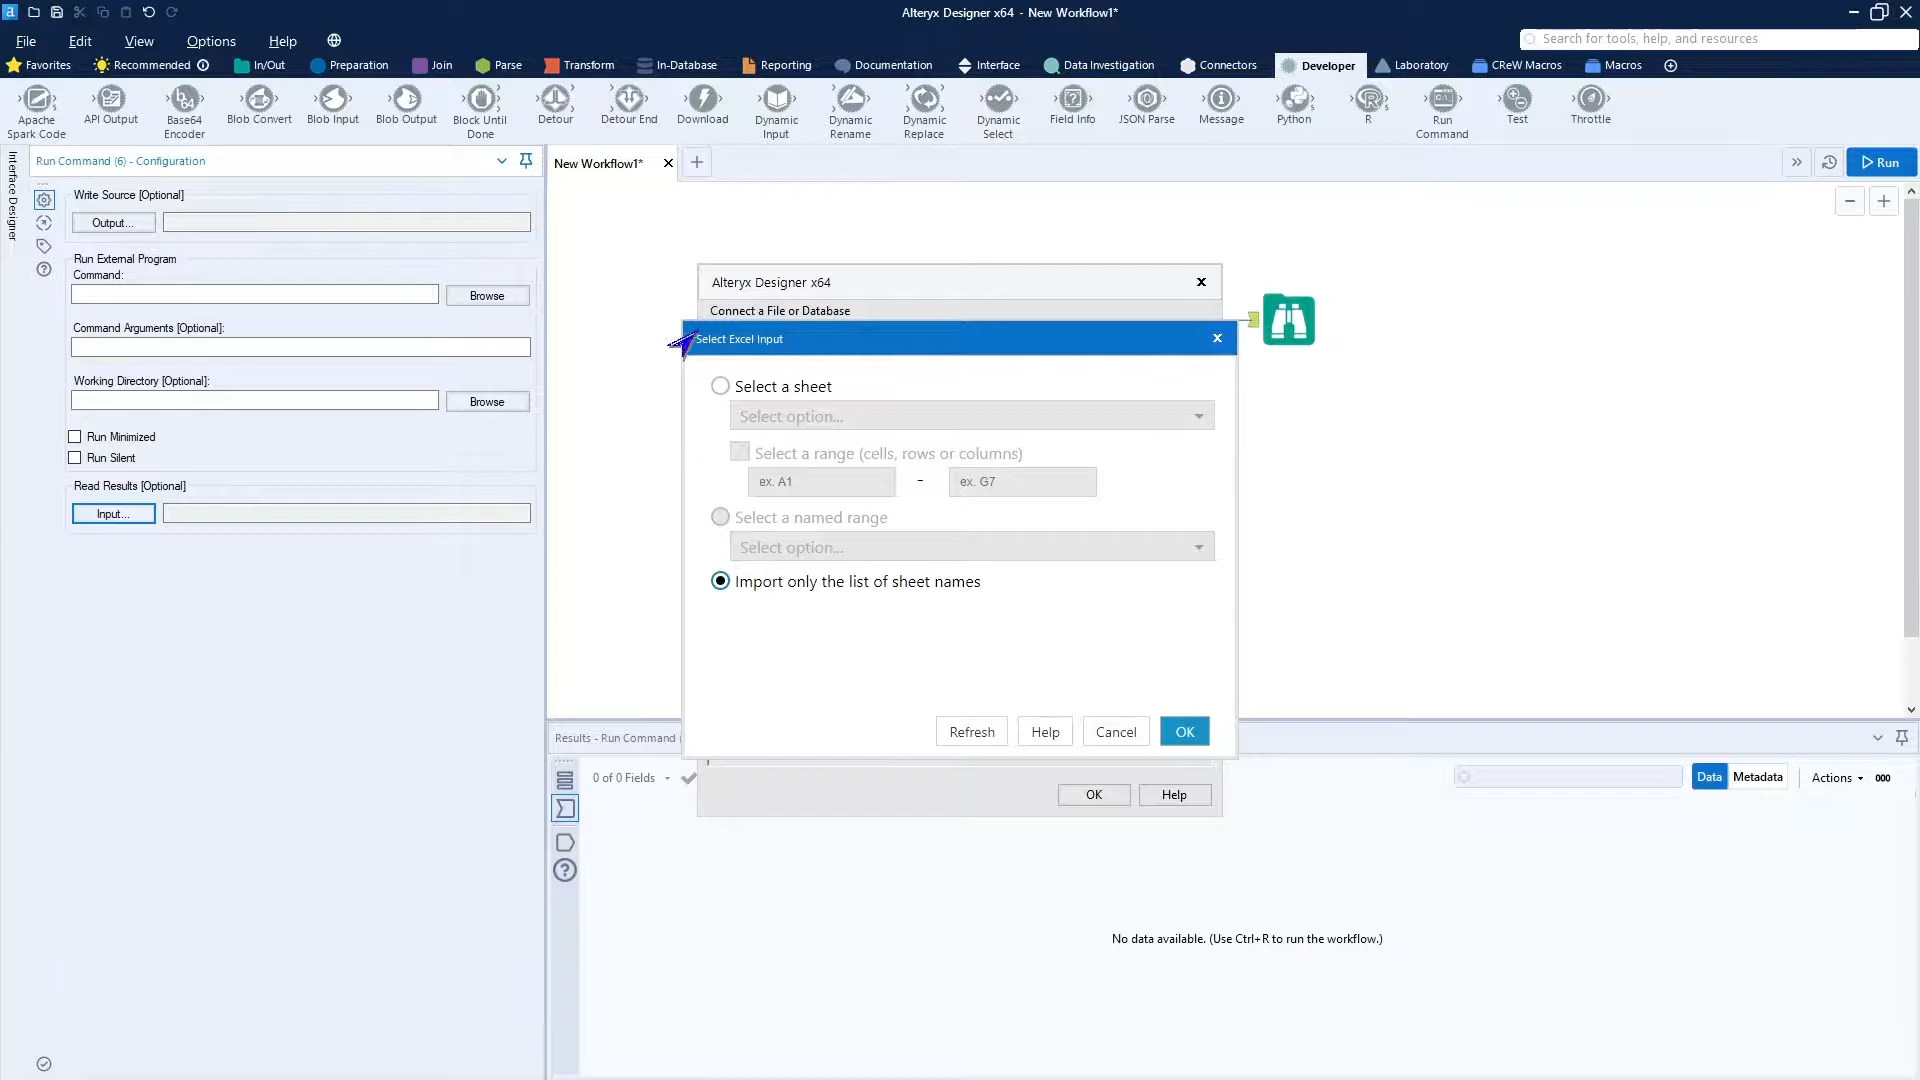 Alteryx Designer x64 - New Workflow1*
File Edit View Options Help
Search for tools, help, and resources
Favorites Recommended In/Out Preparation Join Parse Transform In-Database Reporting Documentation Interface Data Investigation Connectors Developer Laboratory CReW Macros Macros
Apache Spark Code
API Output
Base64 Encoder
Blob Convert
Blob Input
Blob Output
Block Until Done
Detour
Detour End
Download
Dynamic Input
Dynamic Rename
Dynamic Replace
Dynamic Select
Field Info
JSON Parse
Message
Python
R
Run Command
Test
Throttle
Interface Designer
Run Command (6) - Configuration
Write Source [Optional]
Output...
Run External Program
Command:
Browse
Command Arguments [Optional]:
Working Directory [Optional]:
Browse
Run Minimized
Run Silent
Read Results [Optional]
Input...
New Workflow1*
Run
Alteryx Designer x64
Connect a File or Database
Select Excel Input
Select a sheet
Select option...
Select a range (cells, rows or columns)
ex. A1 - ex. G7
Select a named range
Select option...
Import only the list of sheet names
Refresh Help Cancel OK
OK Help
Results - Run Command
0 of 0 Fields
Data Metadata Actions 000
No data available. (Use Ctrl+R to run the workflow.)